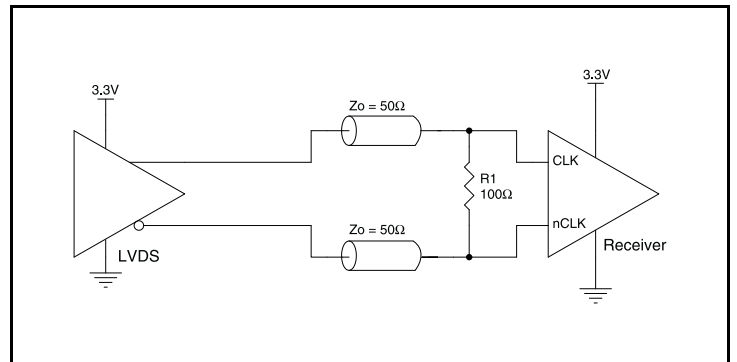 3.3V
3.3V
Zo = 50Ω
CLK
R1
100Ω
Zo = 50Ω
nCLK
LVDS
Receiver